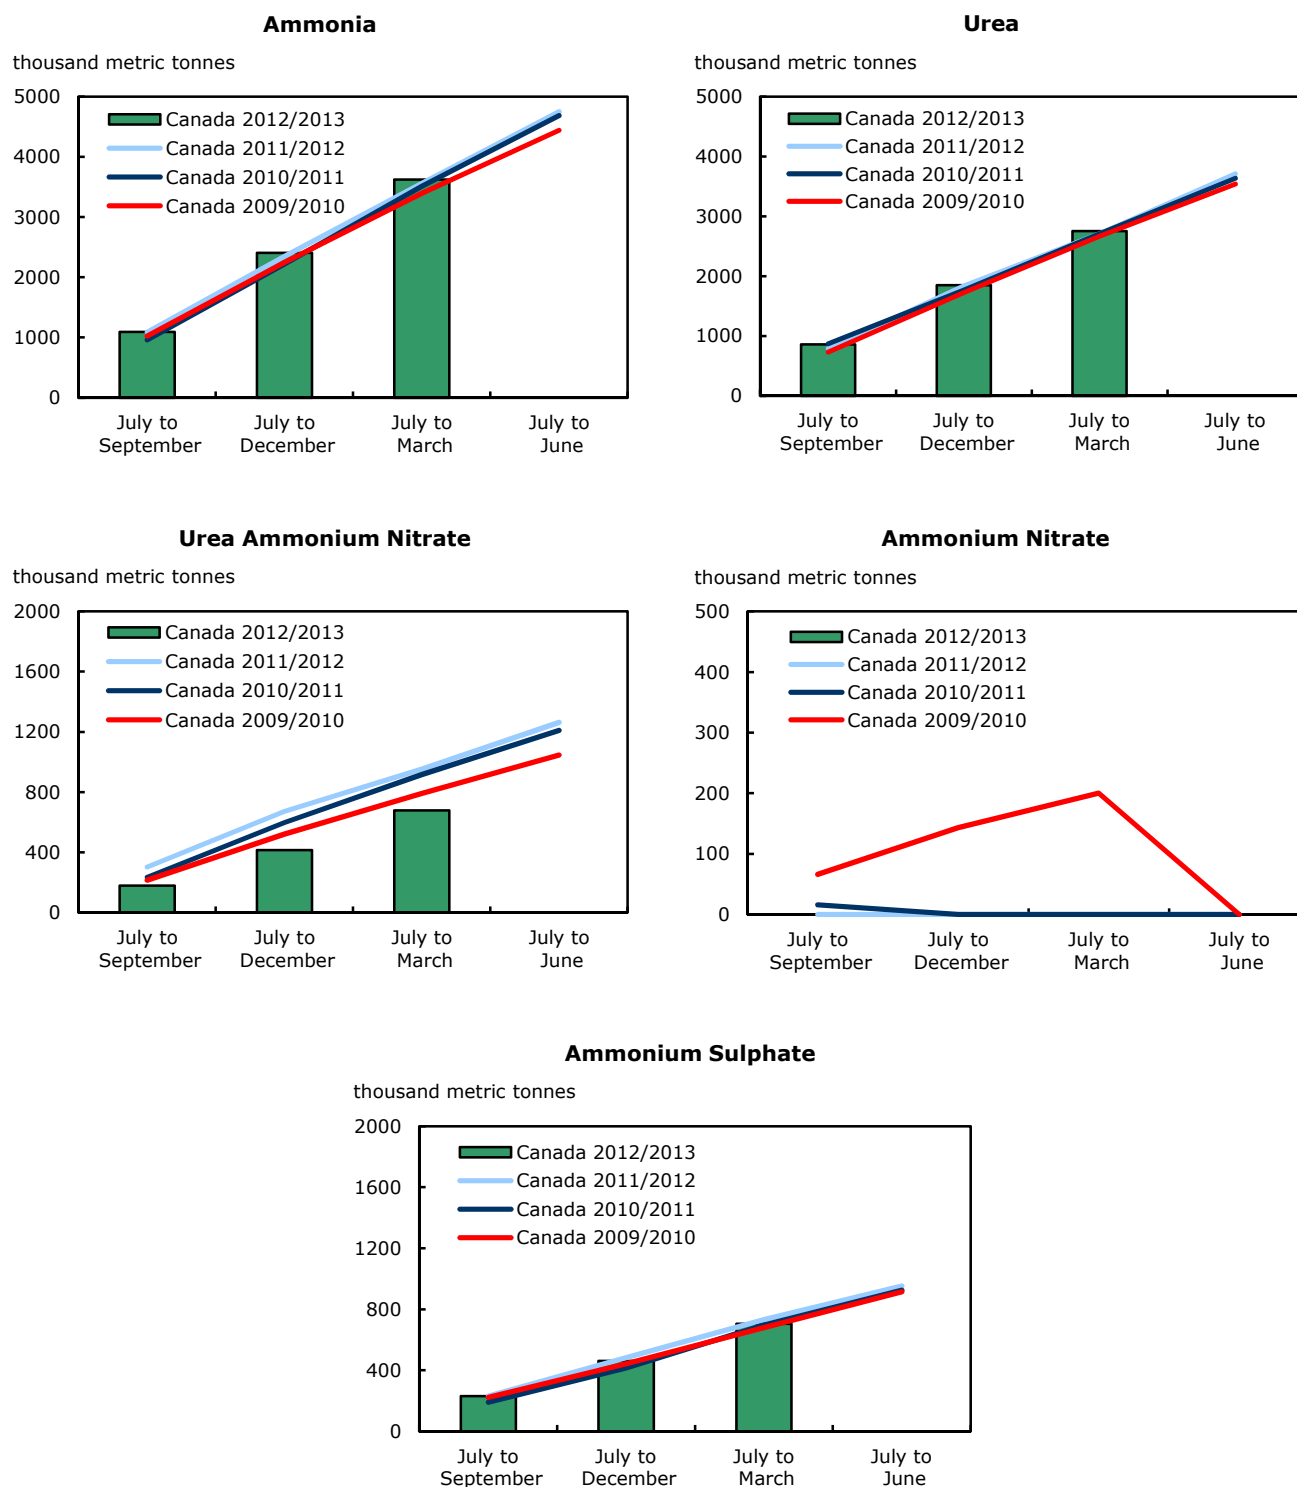 Ammonia
thousand metric tonnes
5000
4000
3000
2000
1000
0
Canada 2012/2013
Canada 2011/2012
Canada 2010/2011
Canada 2009/2010
July to September
July to December
July to March
July to June
Urea
thousand metric tonnes
5000
4000
3000
2000
1000
0
Canada 2012/2013
Canada 2011/2012
Canada 2010/2011
Canada 2009/2010
July to September
July to December
July to March
July to June
Urea Ammonium Nitrate
thousand metric tonnes
2000
1600
1200
800
400
0
Canada 2012/2013
Canada 2011/2012
Canada 2010/2011
Canada 2009/2010
July to September
July to December
July to March
July to June
Ammonium Nitrate
thousand metric tonnes
500
400
300
200
100
0
Canada 2012/2013
Canada 2011/2012
Canada 2010/2011
Canada 2009/2010
July to September
July to December
July to March
July to June
Ammonium Sulphate
thousand metric tonnes
2000
1600
1200
800
400
0
Canada 2012/2013
Canada 2011/2012
Canada 2010/2011
Canada 2009/2010
July to September
July to December
July to March
July to June